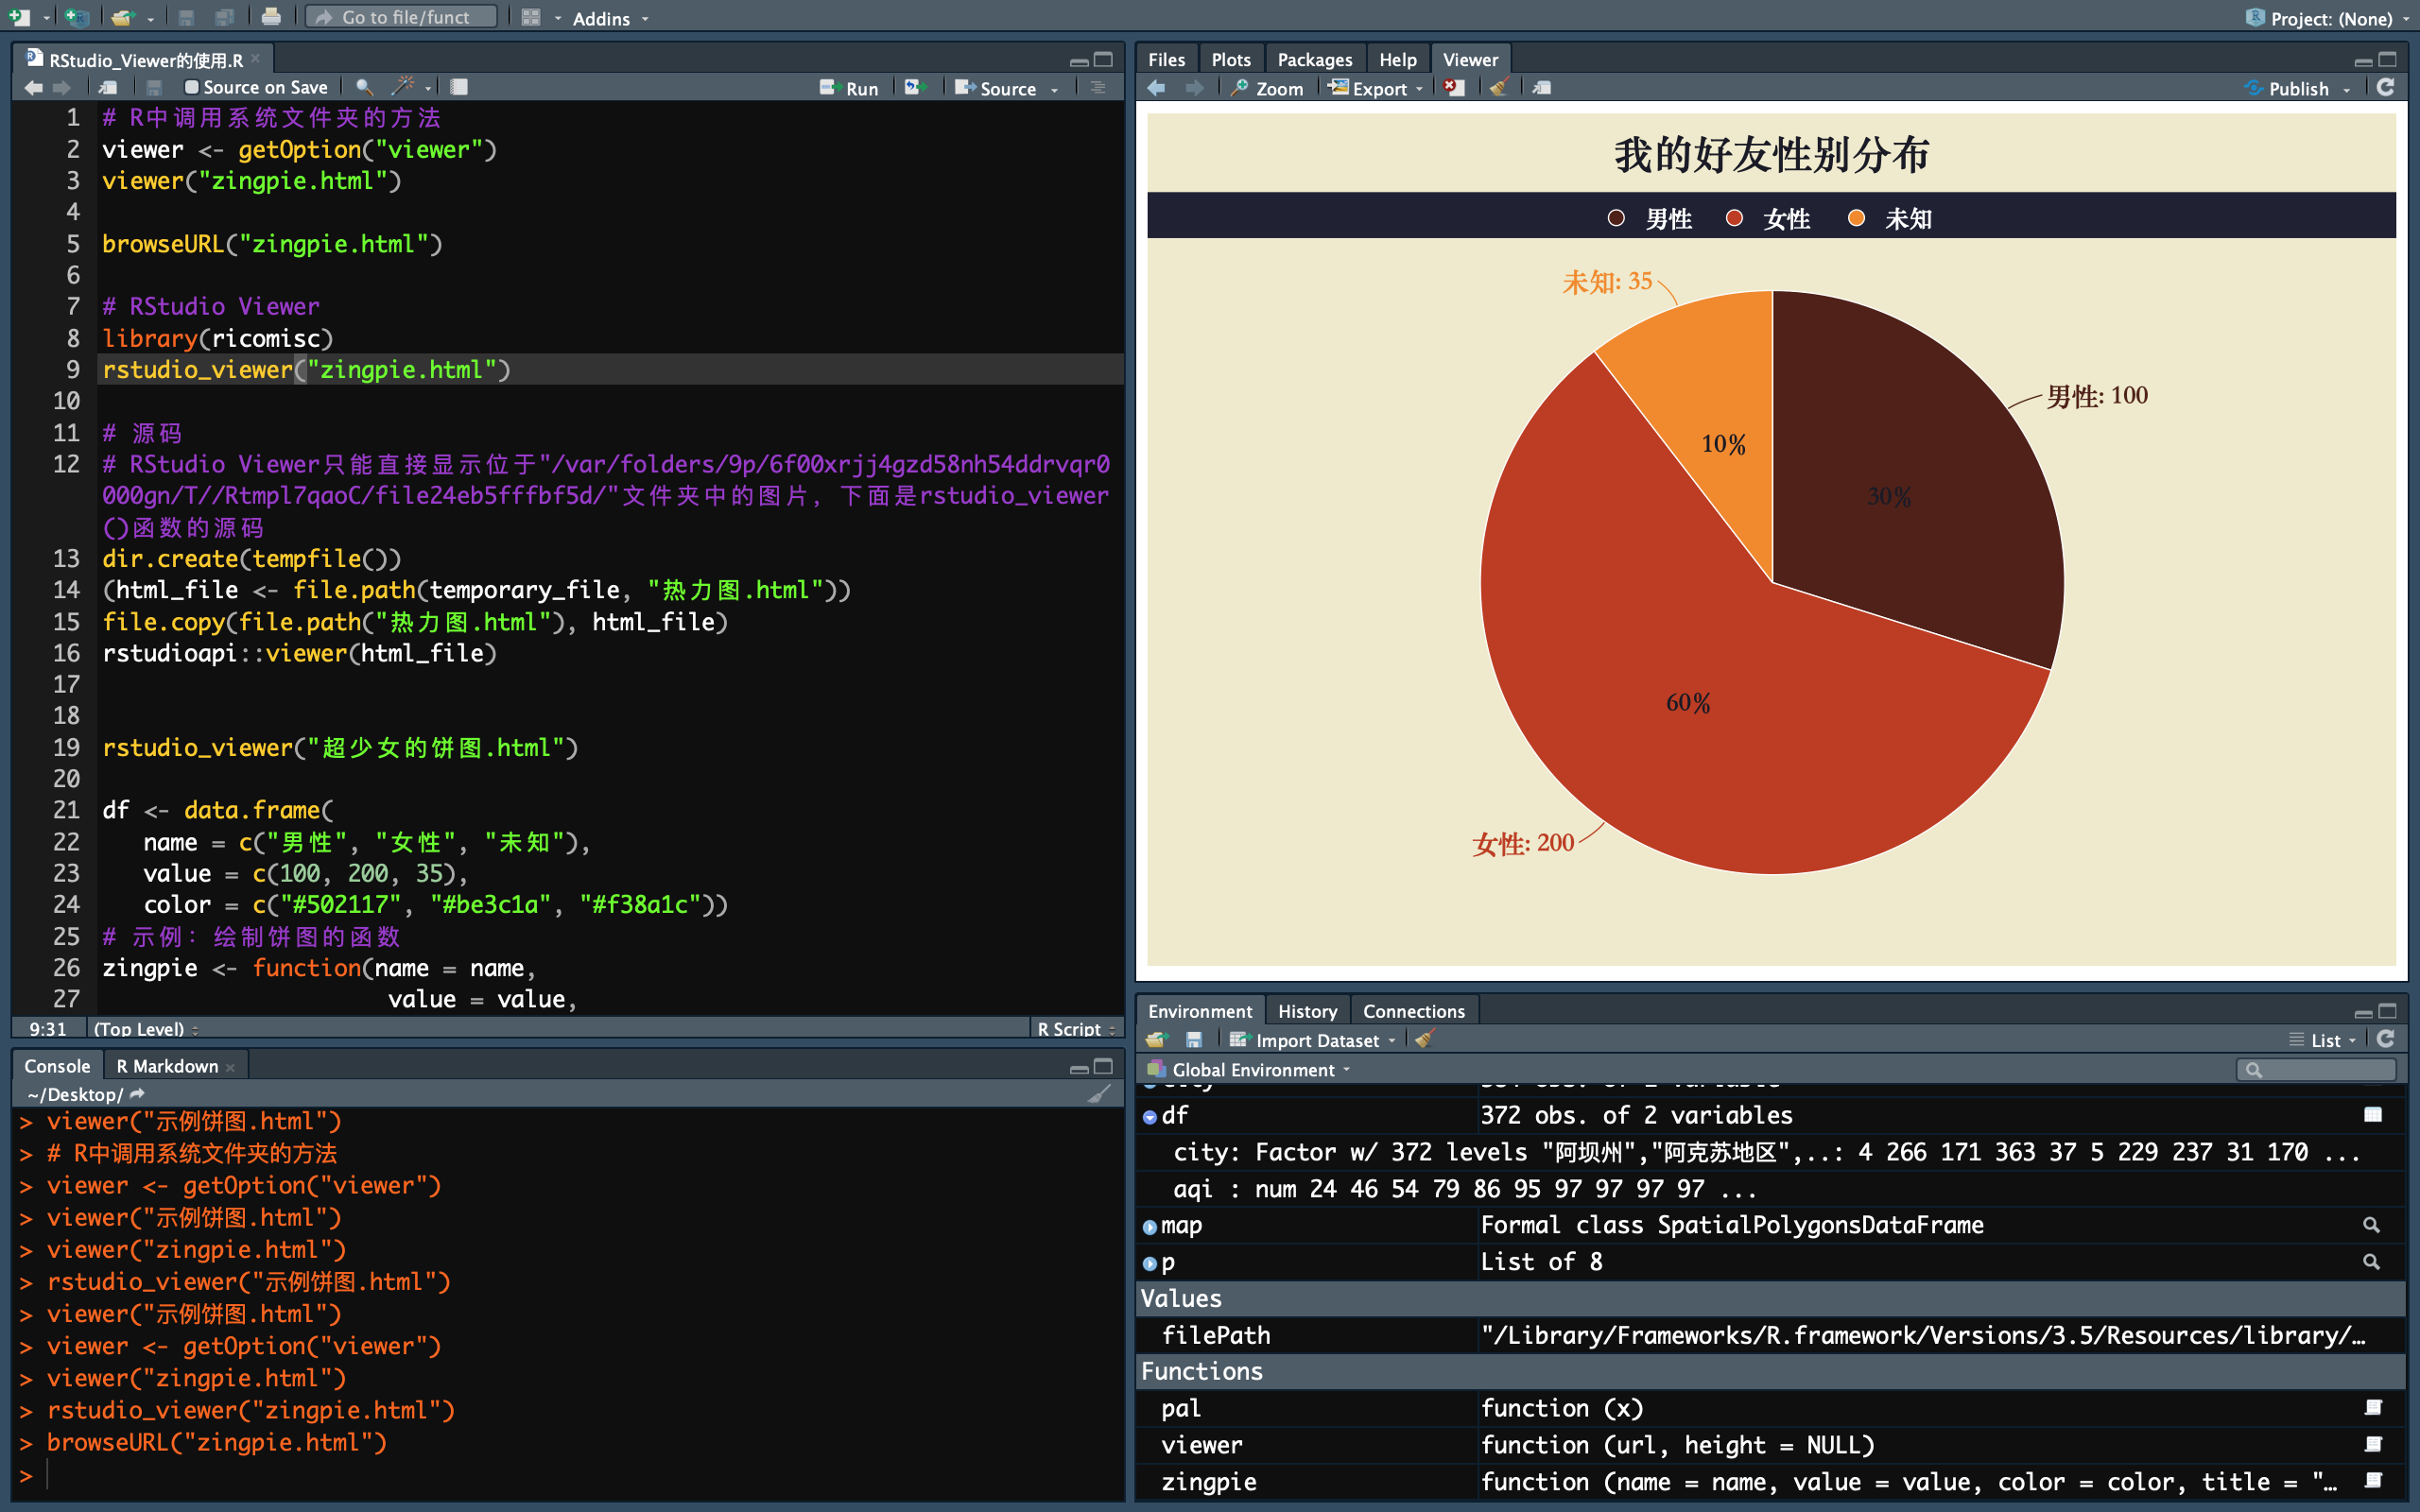 Go to file/funct
Addins
Project: (None)
RStudio_Viewer的使用.R
Source on Save
Run
Source
1 # R中调用系统文件夹的方法
2 viewer <- getOption("viewer")
3 viewer("zingpie.html")
4
5 browseURL("zingpie.html")
6
7 # RStudio Viewer
8 library(ricomisc)
9 rstudio_viewer("zingpie.html")
10
11 # 源码
12 # RStudio Viewer只能直接显示位于"/var/folders/9p/6f00xrjj4gzd58nh54ddrvqr0
000gn/T//Rtmpl7qaoC/file24eb5fffbf5d/"文件夹中的图片，下面是rstudio_viewer
()函数的源码
13 dir.create(tempfile())
14 (html_file <- file.path(temporary_file, "热力图.html"))
15 file.copy(file.path("热力图.html"), html_file)
16 rstudioapi::viewer(html_file)
17
18
19 rstudio_viewer("超少女的饼图.html")
20
21 df <- data.frame(
22 name = c("男性", "女性", "未知"),
23 value = c(100, 200, 35),
24 color = c("#502117", "#be3c1a", "#f38a1c"))
25 # 示例：绘制饼图的函数
26 zingpie <- function(name = name,
27 value = value,
9:31 (Top Level) R Script
Console R Markdown
~/Desktop/
> viewer("示例饼图.html")
> # R中调用系统文件夹的方法
> viewer <- getOption("viewer")
> viewer("示例饼图.html")
> viewer("zingpie.html")
> rstudio_viewer("示例饼图.html")
> viewer("示例饼图.html")
> viewer <- getOption("viewer")
> viewer("zingpie.html")
> rstudio_viewer("zingpie.html")
> browseURL("zingpie.html")
>
Files Plots Packages Help Viewer
Zoom Export Publish
我的好友性别分布
男性 女性 未知
未知: 35
男性: 100
10%
30%
60%
女性: 200
Environment History Connections
Import Dataset List
Global Environment
df 372 obs. of 2 variables
city: Factor w/ 372 levels "阿坝州","阿克苏地区",..: 4 266 171 363 37 5 229 237 31 170 ...
aqi : num 24 46 54 79 86 95 97 97 97 97 ...
map Formal class SpatialPolygonsDataFrame
p List of 8
Values
filePath "/Library/Frameworks/R.framework/Versions/3.5/Resources/library/…
Functions
pal function (x)
viewer function (url, height = NULL)
zingpie function (name = name, value = value, color = color, title = "…